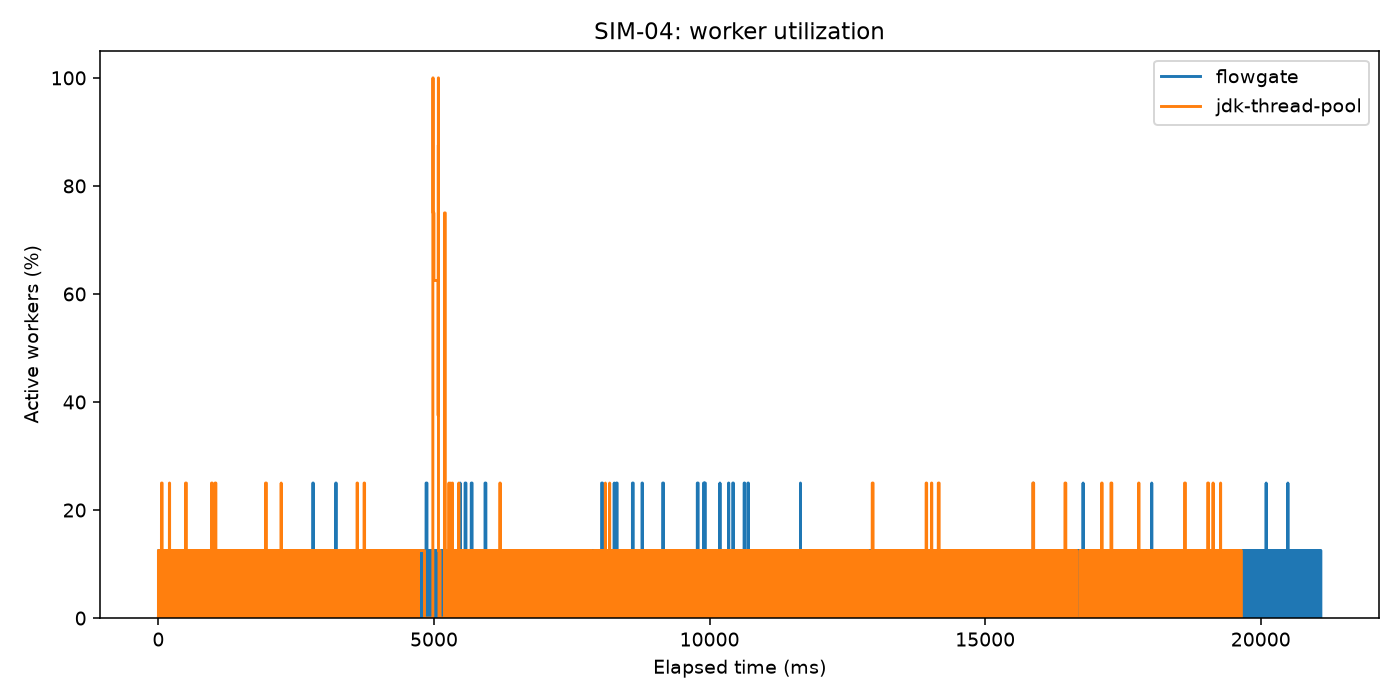 SIM-04: worker utilization
flowgate
jdk-thread-pool
100
80
60
40
20
0
Active workers (%)
0 5000 10000 15000 20000
Elapsed time (ms)